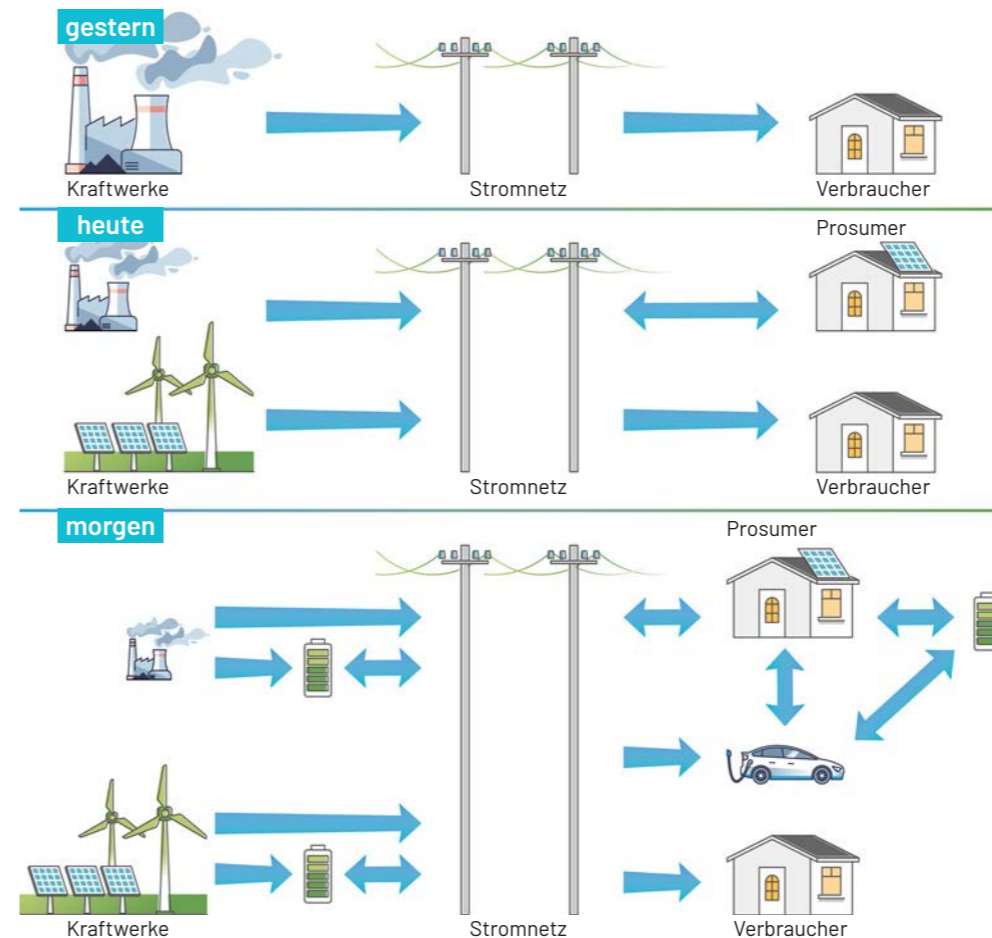 gestern
Kraftwerke
Stromnetz
Verbraucher
heute
Prosumer
Kraftwerke
Stromnetz
Verbraucher
morgen
Prosumer
Kraftwerke
Stromnetz
Verbraucher